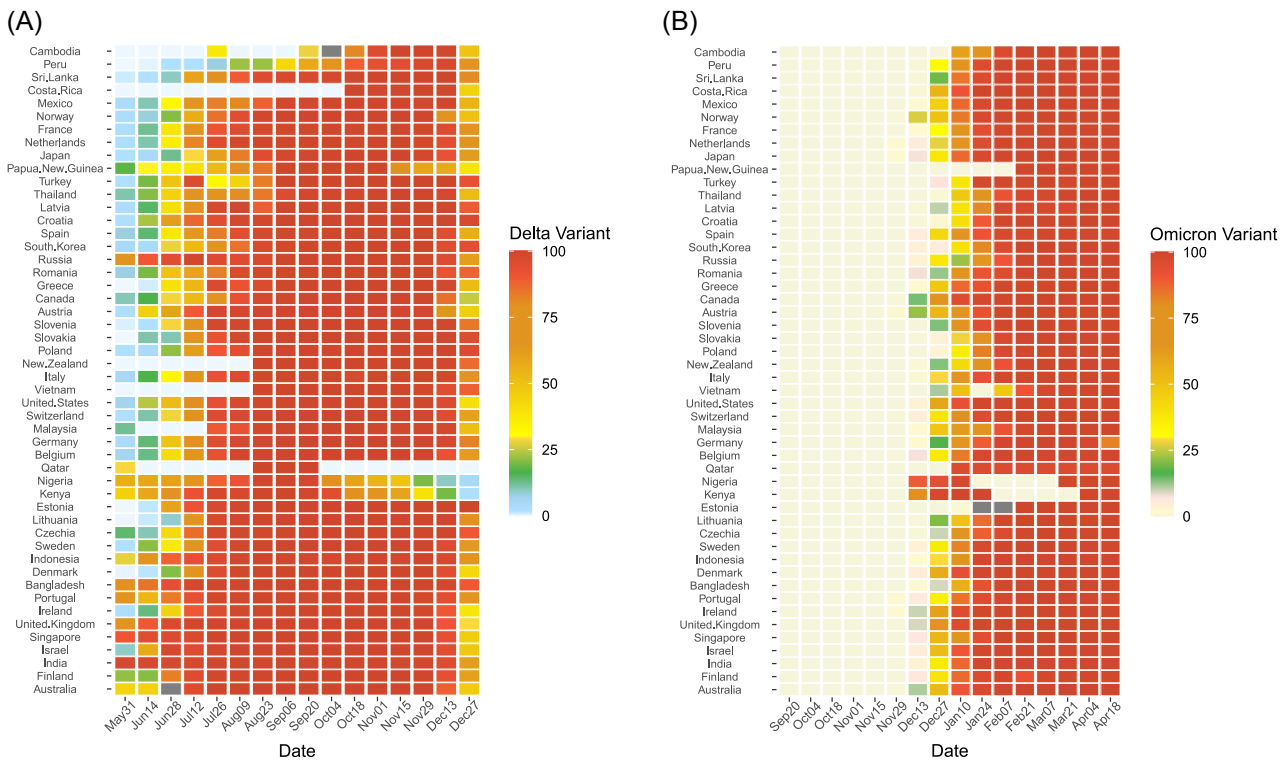 (A)
Cambodia
Peru
Sri.Lanka
Costa.Rica
Mexico
Norway
France
Netherlands
Japan
Papua.New.Guinea
Turkey
Thailand
Latvia
Croatia
Spain
South.Korea
Russia
Romania
Greece
Canada
Austria
Slovenia
Slovakia
Poland
New.Zealand
Italy
Vietnam
United.States
Switzerland
Malaysia
Germany
Belgium
Qatar
Nigeria
Kenya
Estonia
Lithuania
Czechia
Sweden
Indonesia
Denmark
Bangladesh
Portugal
Ireland
United.Kingdom
Singapore
Israel
India
Finland
Australia
May31 Jun14 Jun28 Jul12 Jul26 Aug09 Aug23 Sep06 Sep20 Oct04 Oct18 Nov01 Nov15 Nov29 Dec13 Dec27
Date
Delta Variant
100
75
50
25
0
(B)
Cambodia
Peru
Sri.Lanka
Costa.Rica
Mexico
Norway
France
Netherlands
Japan
Papua.New.Guinea
Turkey
Thailand
Latvia
Croatia
Spain
South.Korea
Russia
Romania
Greece
Canada
Austria
Slovenia
Slovakia
Poland
New.Zealand
Italy
Vietnam
United.States
Switzerland
Malaysia
Germany
Belgium
Qatar
Nigeria
Kenya
Estonia
Lithuania
Czechia
Sweden
Indonesia
Denmark
Bangladesh
Portugal
Ireland
United.Kingdom
Singapore
Israel
India
Finland
Australia
Sep20 Oct04 Oct18 Nov01 Nov15 Nov29 Dec13 Dec27 Jan10 Jan24 Feb07 Feb21 Mar07 Mar21 Apr04 Apr18
Date
Omicron Variant
100
75
50
25
0